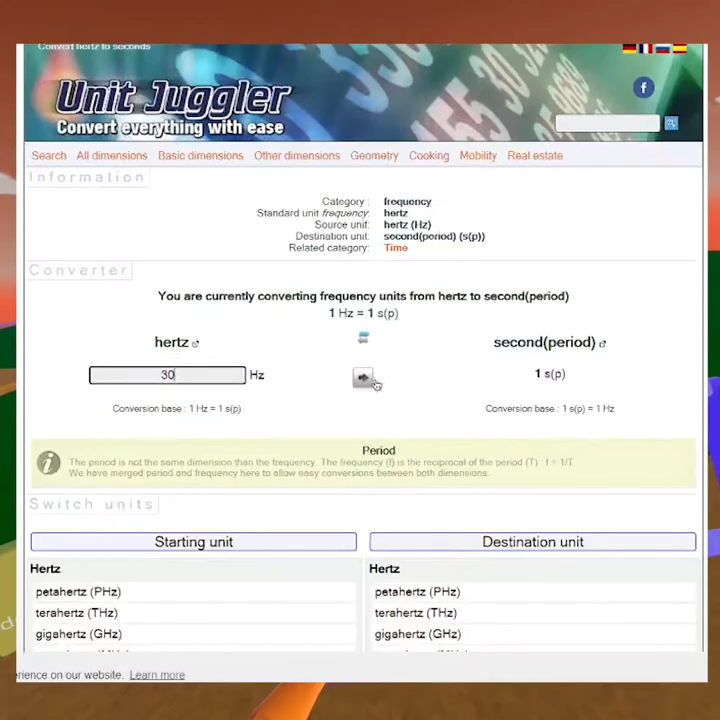 Convert hertz to seconds
Unit Juggler
Convert everything with ease
f
Search All dimensions Basic dimensions Other dimensions Geometry Cooking Mobility Real estate
Information
Category : frequency
Standard unit frequency: hertz
Source unit: hertz (Hz)
Destination unit: second(period) (s(p))
Related category: Time
Converter
You are currently converting frequency units from hertz to second(period)
1 Hz = 1 s(p)
hertz second(period)
30 Hz 1 s(p)
Conversion base : 1 Hz = 1 s(p) Conversion base : 1 s(p) = 1 Hz
Period
The period is not the same dimension than the frequency. The frequency (f) is the reciprocal of the period (T) : f = 1/T
We have merged period and frequency here to allow easy conversions between both dimensions.
Switch units
Starting unit Destination unit
Hertz Hertz
petahertz (PHz) petahertz (PHz)
terahertz (THz) terahertz (THz)
gigahertz (GHz) gigahertz (GHz)
erience on our website. Learn more